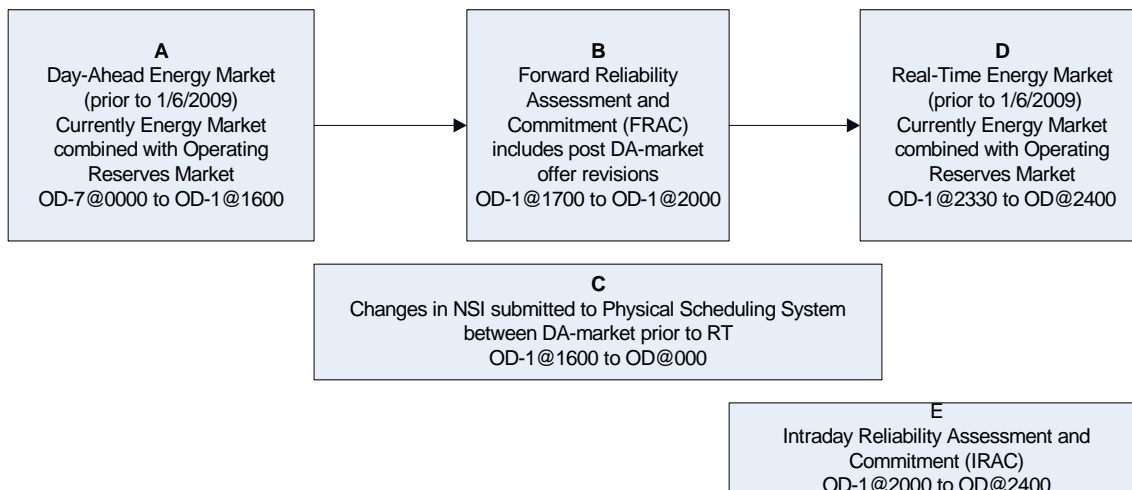 A
Day-Ahead Energy Market
(prior to 1/6/2009)
Currently Energy Market
combined with Operating
Reserves Market
OD-7@0000 to OD-1@1600
B
Forward Reliability
Assessment and
Commitment (FRAC)
includes post DA-market
offer revisions
OD-1@1700 to OD-1@2000
D
Real-Time Energy Market
(prior to 1/6/2009)
Currently Energy Market
combined with Operating
Reserves Market
OD-1@2330 to OD@2400
C
Changes in NSI submitted to Physical Scheduling System
between DA-market prior to RT
OD-1@1600 to OD@000
E
Intraday Reliability Assessment and
Commitment (IRAC)
OD-1@2000 to OD@2400